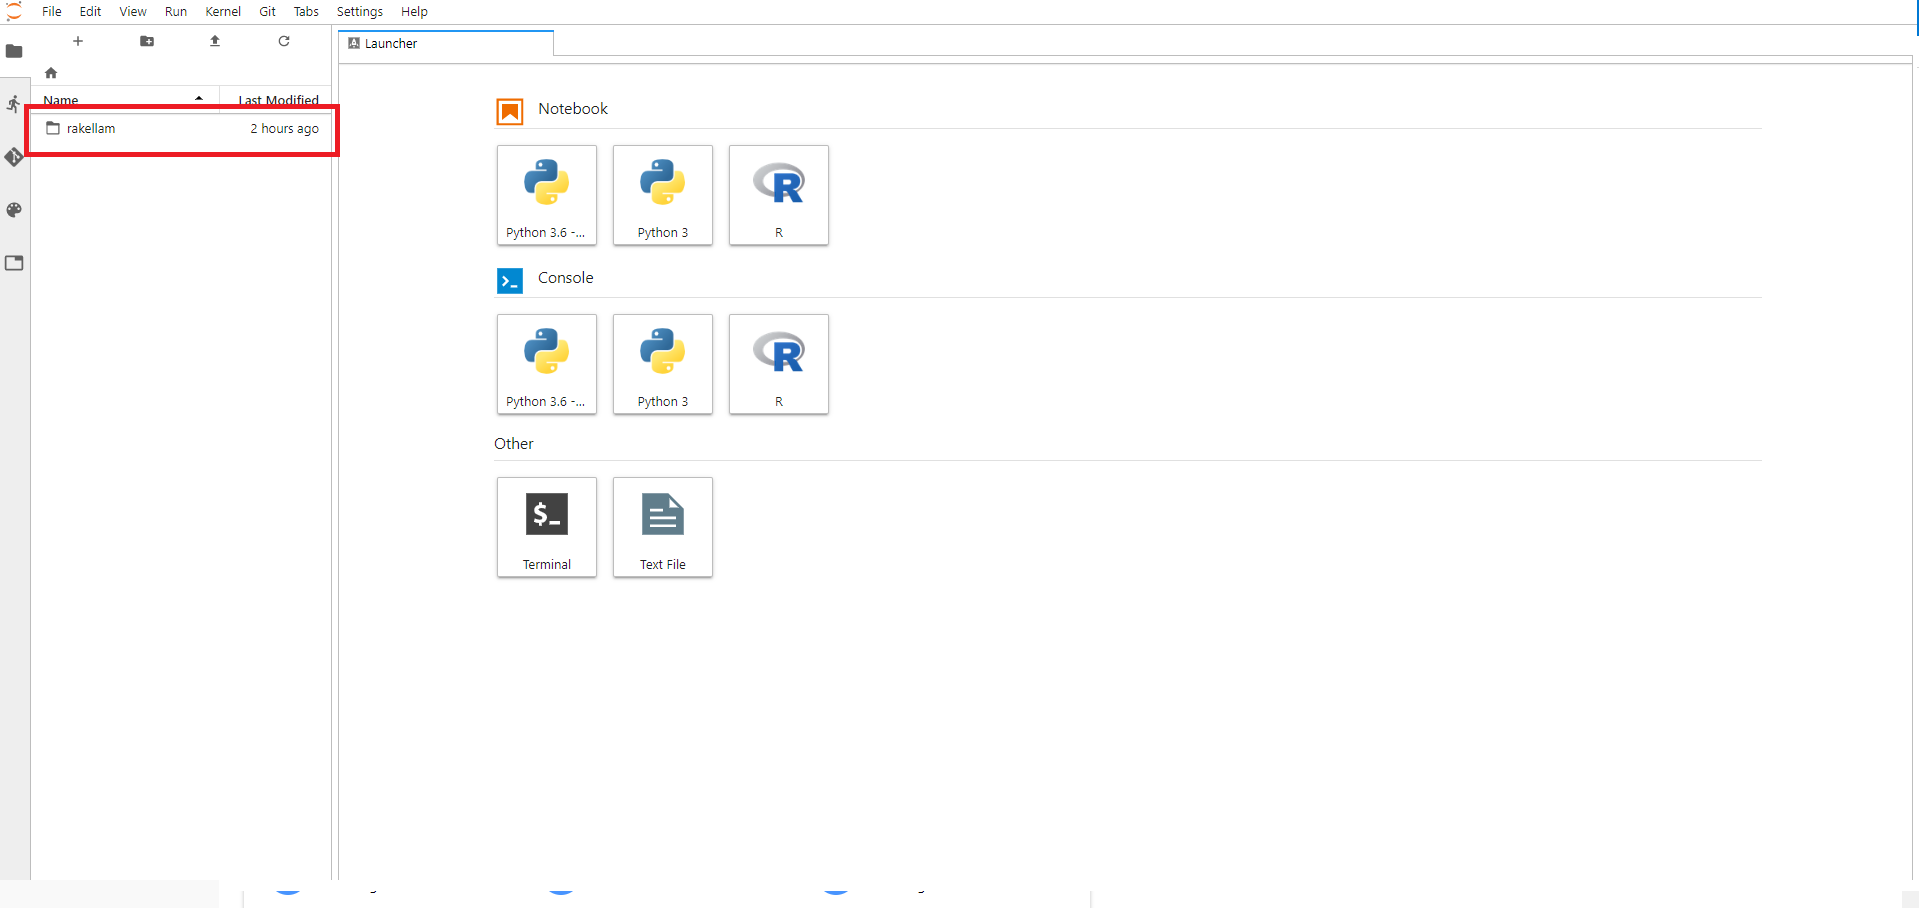 File Edit View Run Kernel Git Tabs Settings Help
Launcher
Name Last Modified
rakellam 2 hours ago
Notebook
Python 3.6 -... Python 3 R
Console
Python 3.6 -... Python 3 R
Other
$_
Terminal Text File